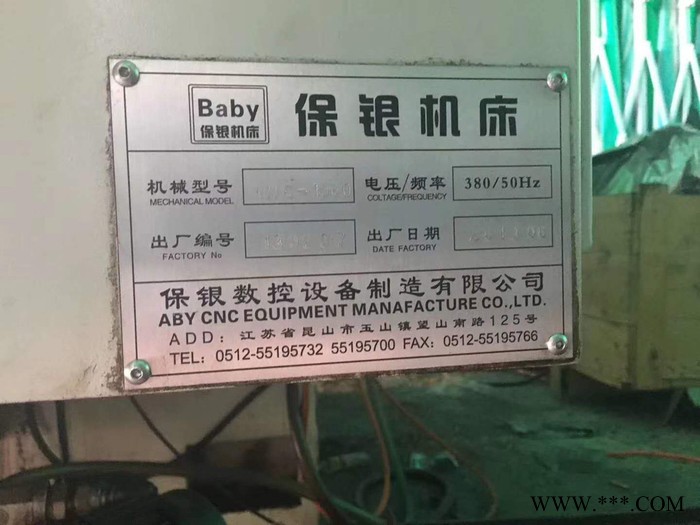 Baby
保银机床
保银机床
机械型号
MECHANICAL MODEL
电压/频率
COLTAGE/FREQUENCY
380/50Hz
出厂编号
FACTORY No
出厂日期
DATE FACTORY
保银数控设备制造有限公司
ABY CNC EQUIPMENT MANAFACTURE CO.,LTD.
ADD: 江苏省昆山市玉山镇望山南路125号
TEL: 0512-55195732 55195700 FAX: 0512-55195766
WWW.***.COM